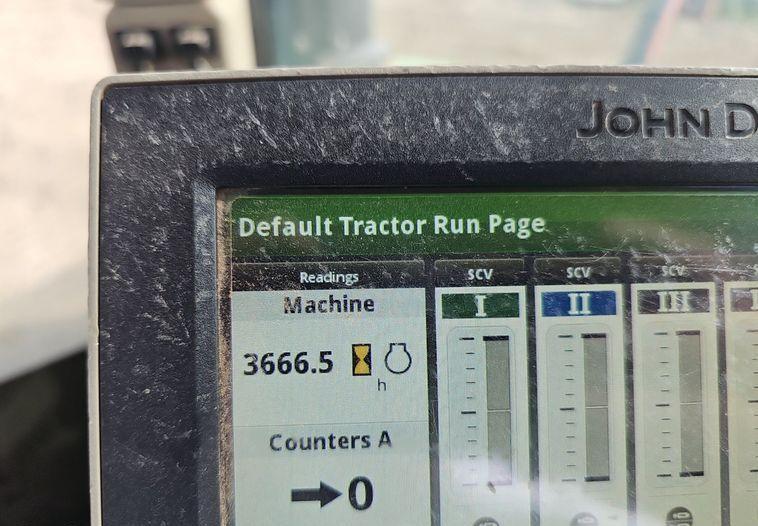 JOHN D
Default Tractor Run Page
Readings
SCV
SCV
SCV
Machine
I
II
III
3666.5
h
Counters A
0